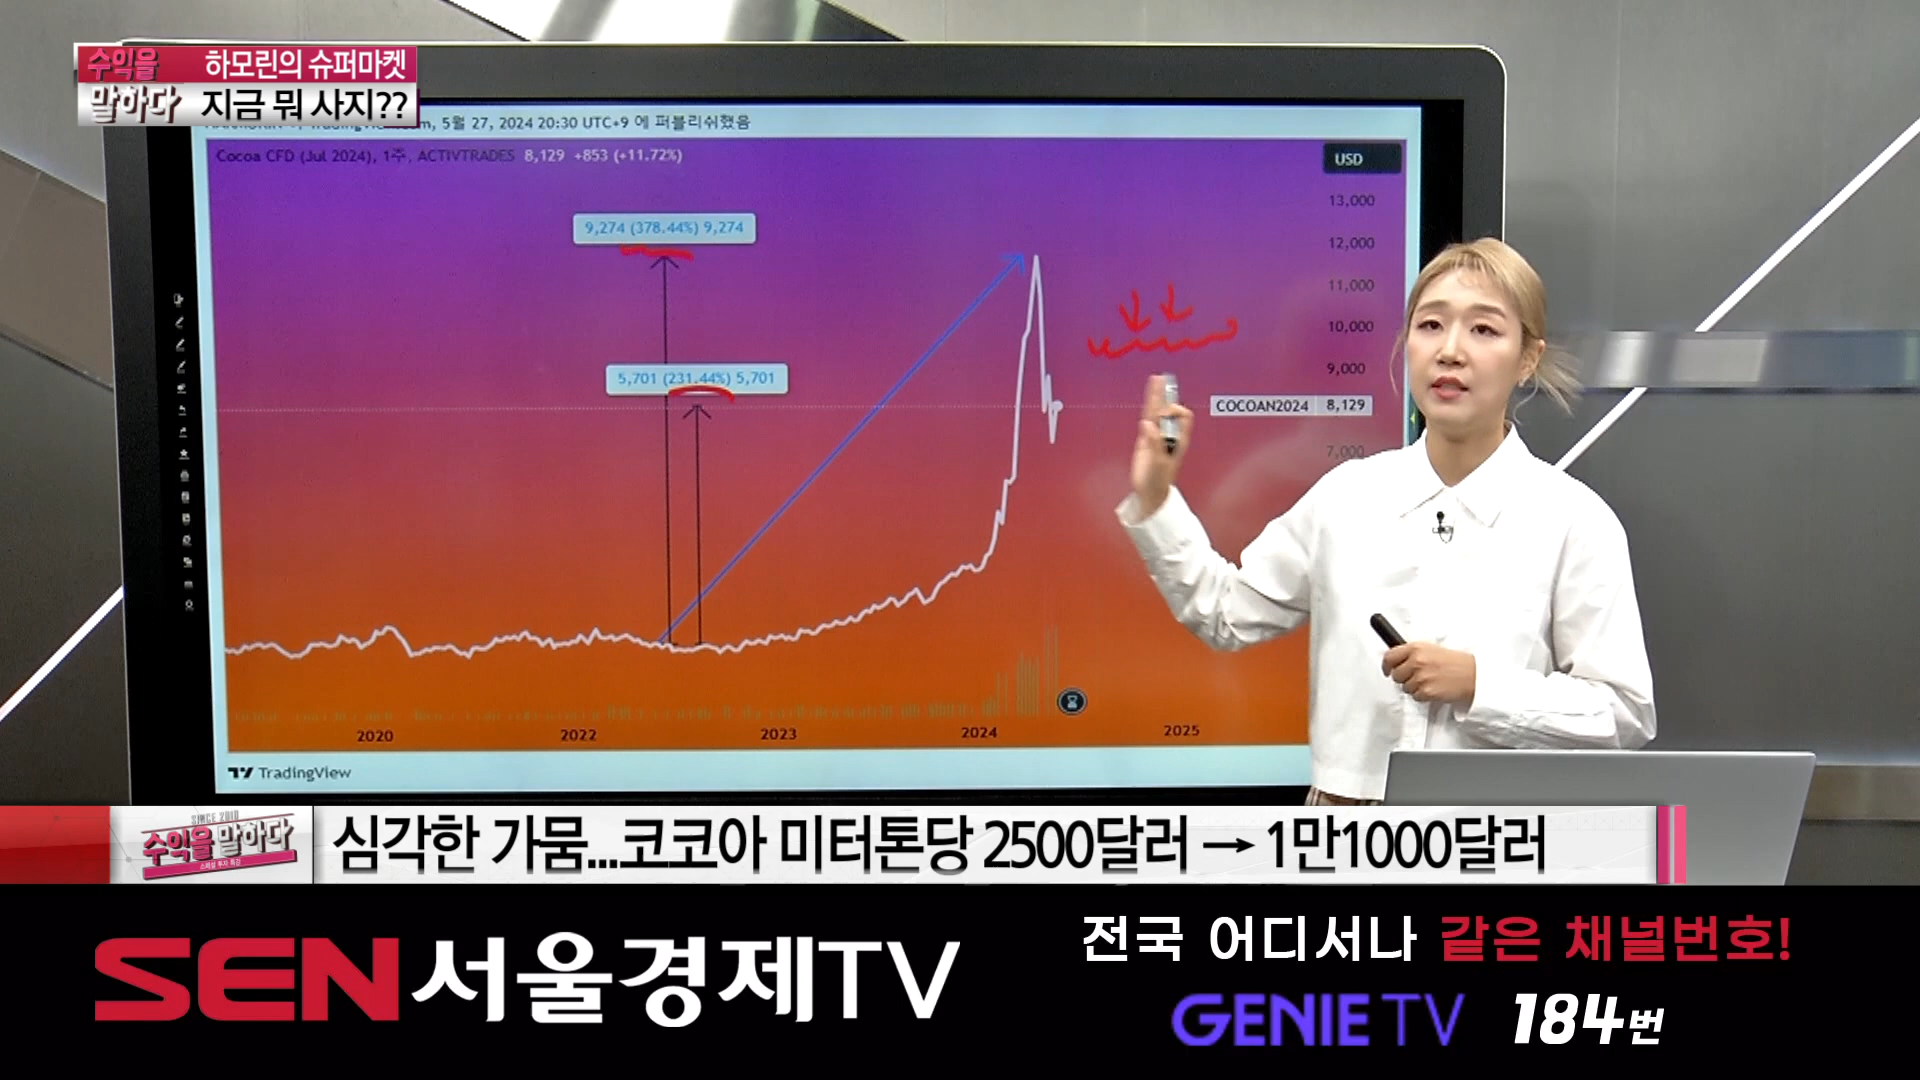 수익을
말하다
하모린의 슈퍼마켓
지금 뭐 사지??
5월 27, 2024 20:30 UTC+9 에 퍼블리쉬했음
Cocoa CFD (Jul 2024), 1주, ACTIVTRADES 8,129 +853 (+11.72%)
USD
13,000
9,274 (378.44%) 9,274
12,000
11,000
10,000
9,000
5,701 (231.44%) 5,701
COCOAN2024 8,129
7,000
2020 2022 2023 2024 2025
TradingView
SINCE 2010
수익을 말하다
심각한 가뭄...코코아 미터톤당 2500달러 → 1만1000달러
SEN 서울경제TV
전국 어디서나 같은 채널번호!
GENIE TV 184번